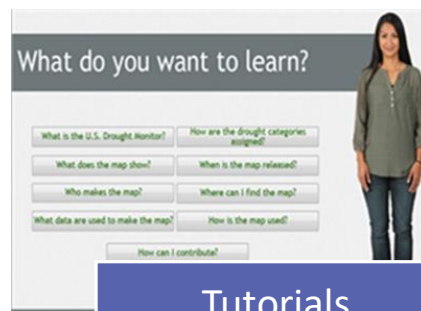 What do you want to learn?
What is the U.S. Drought Monitor?
How are the drought categories
assigned?
What does the map show?
When is the map released?
Who makes the map?
Where can I find the map?
What data are used to make the map?
How is the map used?
How can I contribute?
Tutorials